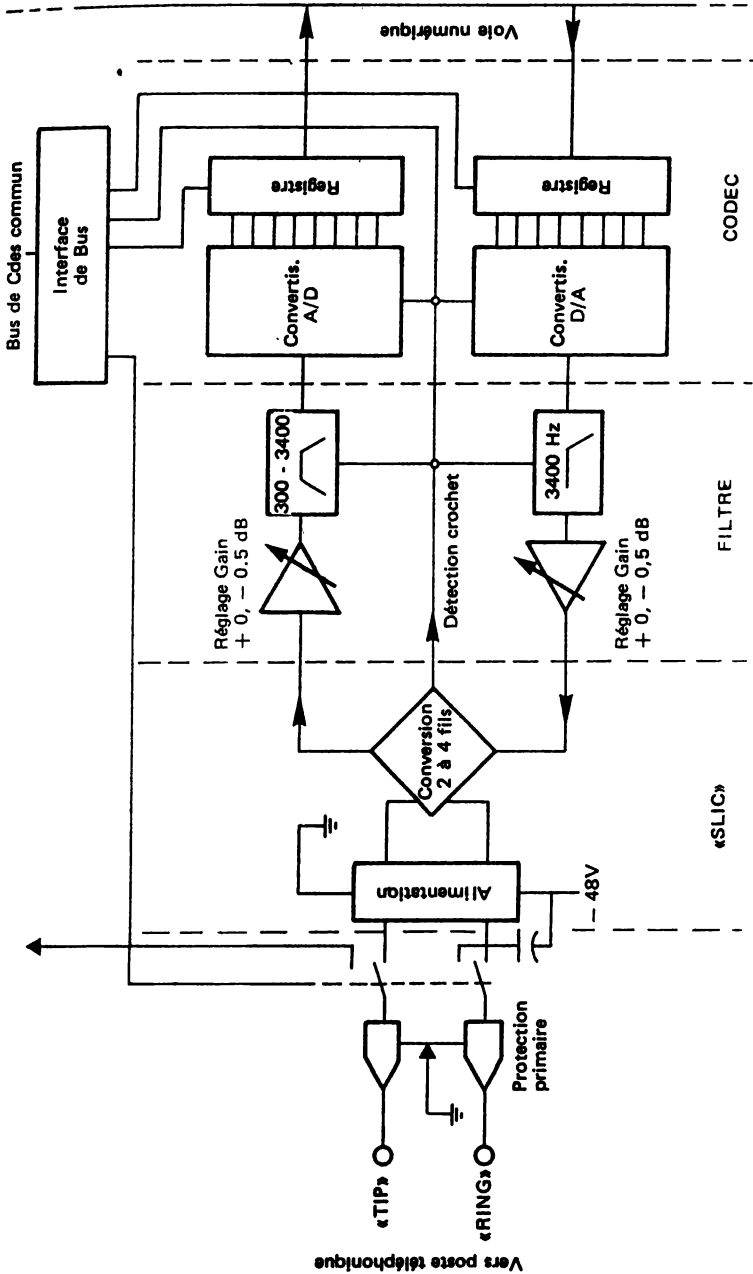 Vers poste téléphonique
«TIP»
«RING»
Protection
primaire
Alimentation
– 48V
«SLIC»
Conversion
2 à 4 fils
Détection crochet
Réglage Gain
+ 0, – 0.5 dB
300 - 3400
Réglage Gain
+ 0, – 0,5 dB
3400 Hz
FILTRE
Bus de Cdes commun
Interface
de Bus
Convertis.
A/D
Registre
Convertis.
D/A
Registre
CODEC
Voie numérique